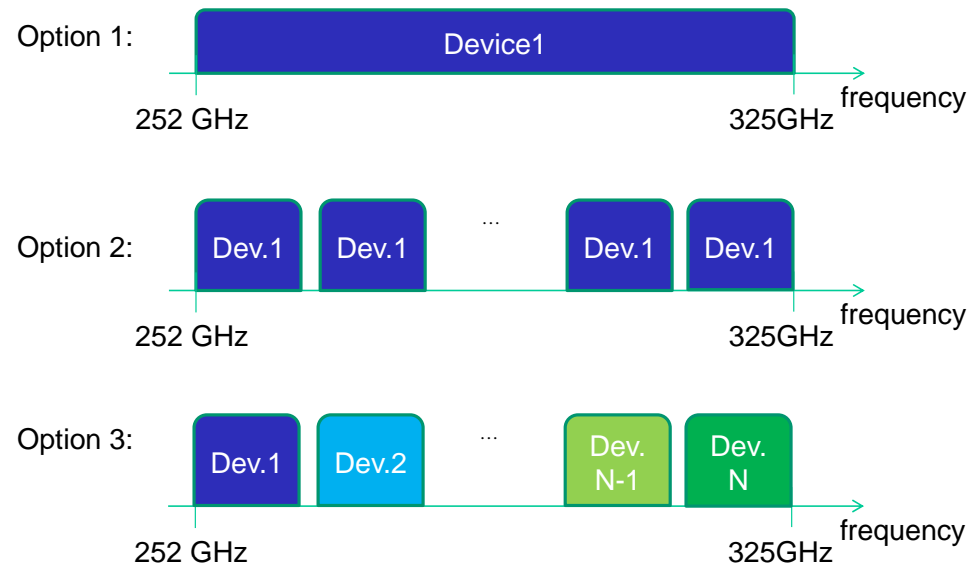 Option 1:
Device1
frequency
252 GHz
325GHz
Option 2:
Dev.1
Dev.1
...
Dev.1
Dev.1
frequency
252 GHz
325GHz
Option 3:
Dev.1
Dev.2
...
Dev.
N-1
Dev.
N
frequency
252 GHz
325GHz